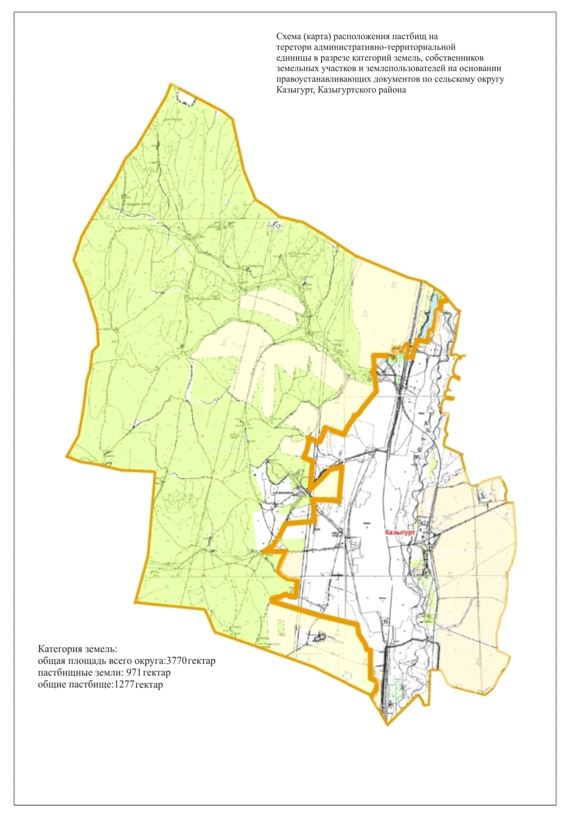 Схема (карта) расположения пастбищ на
теретори административно-территориальной
единицы в разрезе категорий земель, собственников
земельных участков и землепользователей на основании
правоустанавливающих документов по сельскому округу
Казыгурт, Казыгуртского района
Казыгурт
Категория земель:
общая площадь всего округа:3770гектар
пастбищные земли: 971гектар
общие пастбище:1277гектар